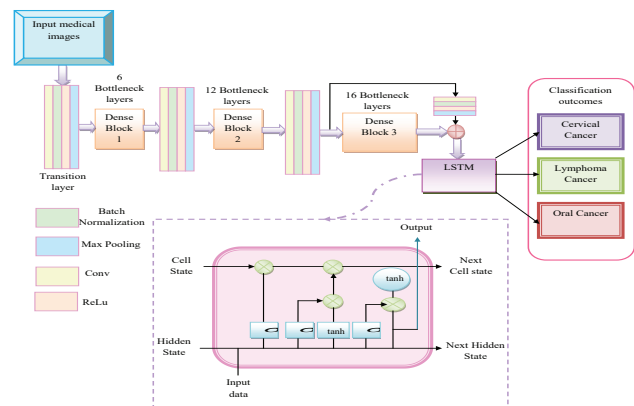 Input medical
images
6
Bottleneck
layers
12 Bottleneck
layers
16 Bottleneck
layers
Dense
Block
1
Dense
Block
2
Dense
Block 3
Transition
layer
LSTM
Classification
outcomes
Cervical
Cancer
Lymphoma
Cancer
Oral Cancer
Batch
Normalization
Max Pooling
Conv
ReLu
Output
Cell
State
Next
Cell state
tanh
tanh
Hidden
State
Next Hidden
State
Input
data